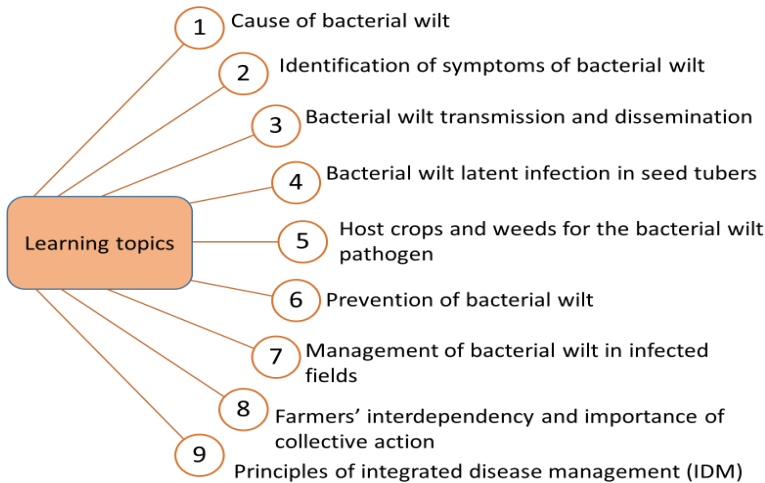 1
Cause of bacterial wilt
2
Identification of symptoms of bacterial wilt
3
Bacterial wilt transmission and dissemination
4
Bacterial wilt latent infection in seed tubers
Learning topics
5
Host crops and weeds for the bacterial wilt
pathogen
6
Prevention of bacterial wilt
7
Management of bacterial wilt in infected
fields
8
Farmers’ interdependency and importance of
collective action
9
Principles of integrated disease management (IDM)